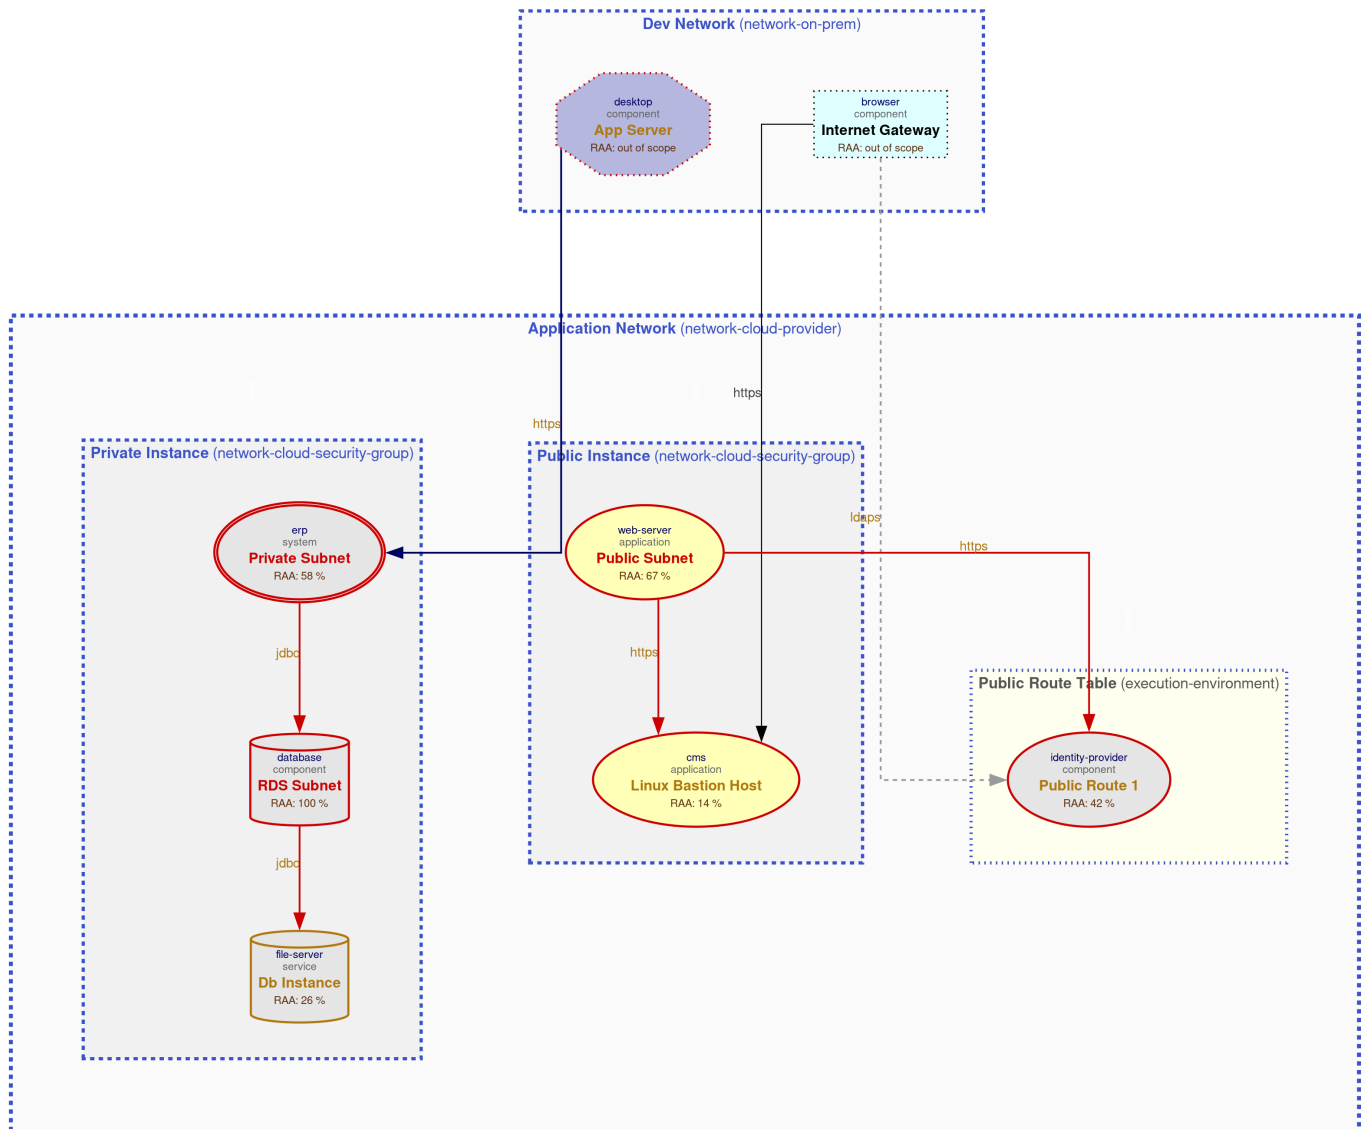 Dev Network (network-on-prem)
desktop
component
App Server
RAA: out of scope
browser
component
Internet Gateway
RAA: out of scope
Application Network (network-cloud-provider)
https
https
Private Instance (network-cloud-security-group)
Public Instance (network-cloud-security-group)
ldaps
https
erp
system
Private Subnet
RAA: 58 %
web-server
application
Public Subnet
RAA: 67 %
jdbc
https
Public Route Table (execution-environment)
database
component
RDS Subnet
RAA: 100 %
cms
application
Linux Bastion Host
RAA: 14 %
identity-provider
component
Public Route 1
RAA: 42 %
jdbc
file-server
service
Db Instance
RAA: 26 %